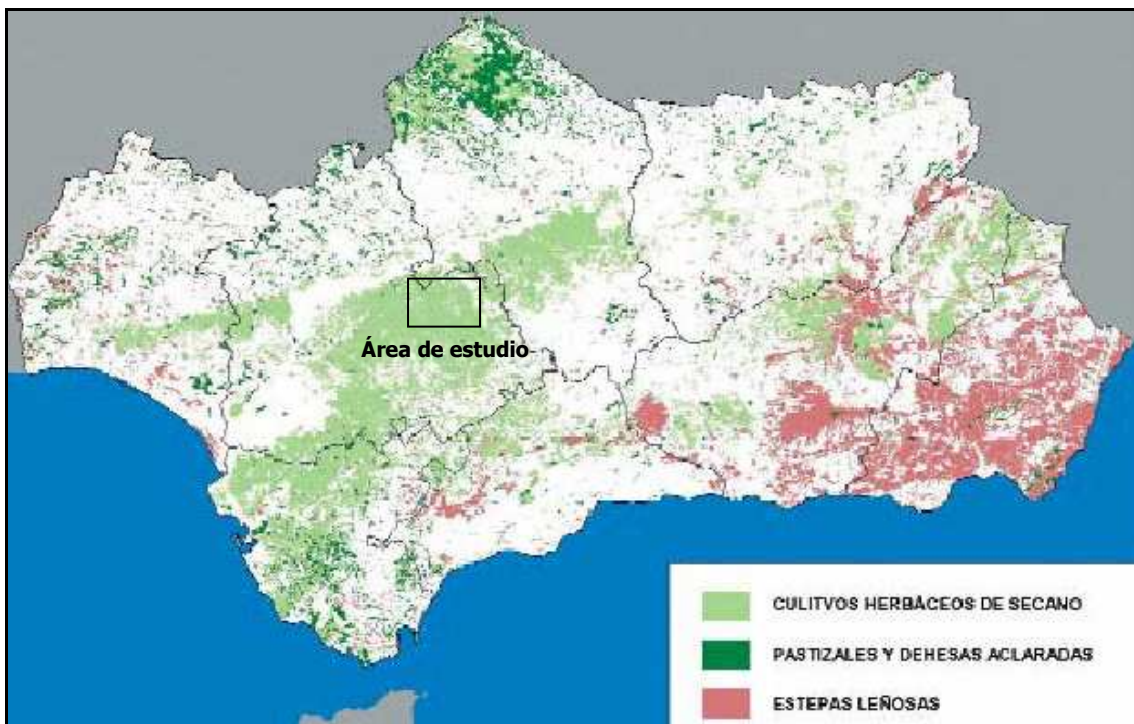 Área de estudio
CULITVOS HERBÁCEOS DE SECANO
PASTIZALES Y DEHESAS ACLARADAS
ESTEPAS LEÑOSAS